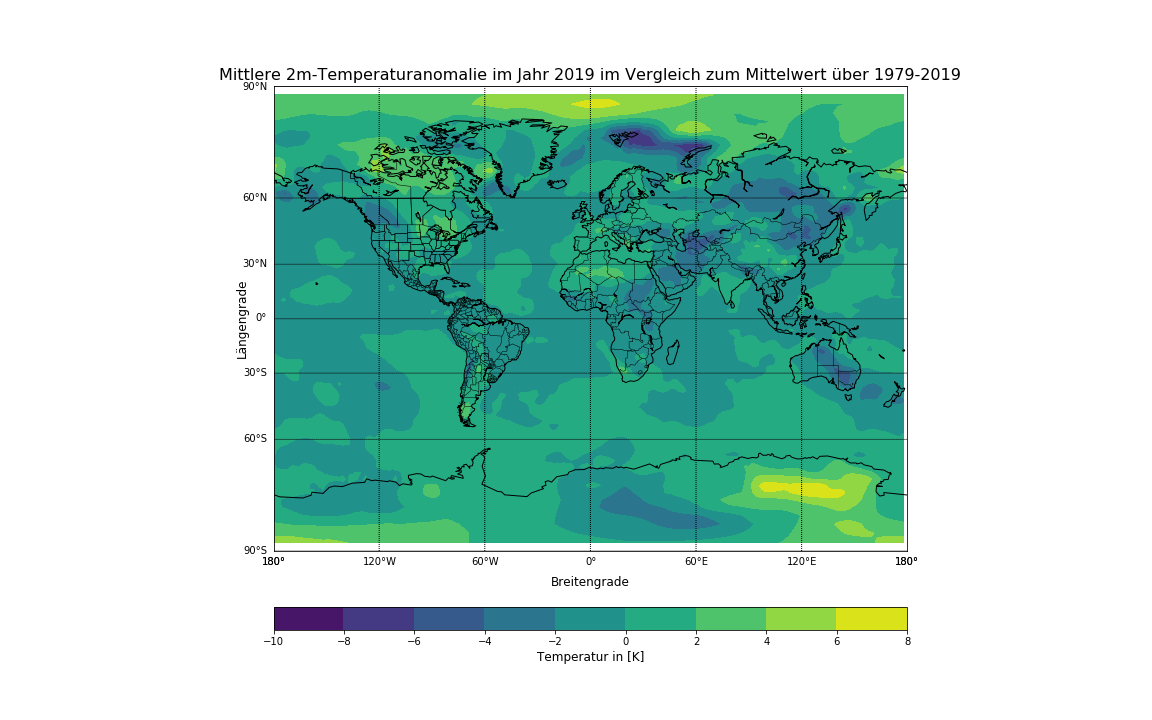 Mittlere 2m-Temperaturanomalie im Jahr 2019 im Vergleich zum Mittelwert über 1979-2019
90°N
60°N
30°N
0°
30°S
60°S
90°S
Längengrade
180° 120°W 60°W 0° 60°E 120°E 180°
Breitengrade
−10 −8 −6 −4 −2 0 2 4 6 8
Temperatur in [K]